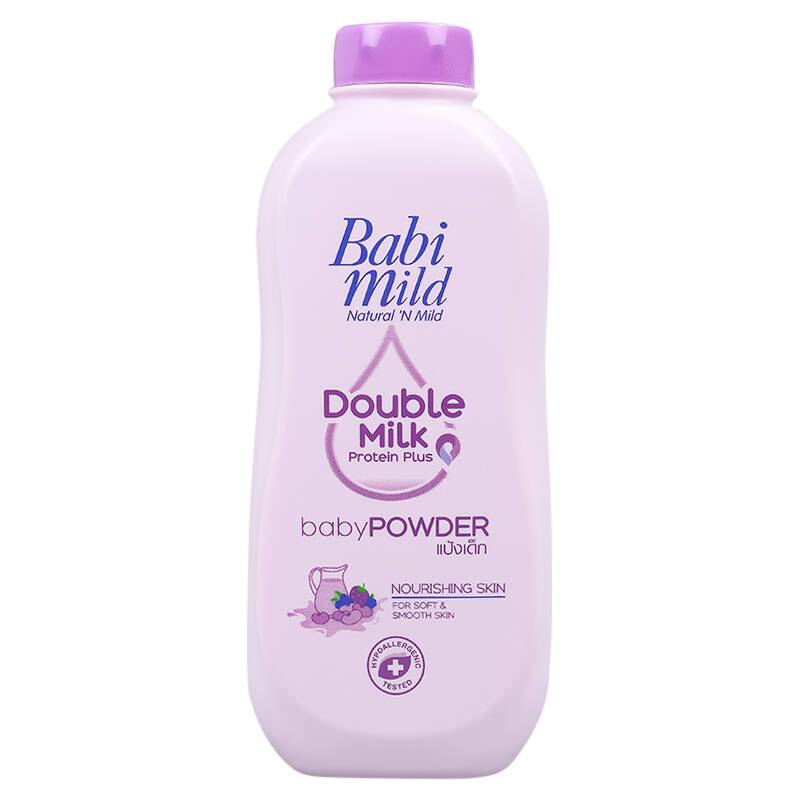 Babi
mild
Natural 'N Mild
Double
Milk
Protein Plus
babyPOWDER
แป้งเด็ก
NOURISHING SKIN
FOR SOFT &
SMOOTH SKIN
HYPOALLERGENIC
TESTED